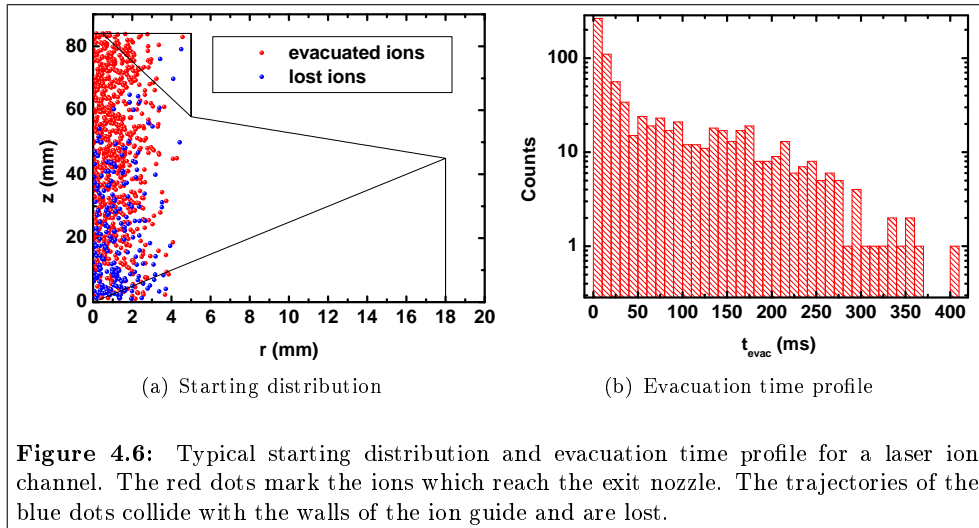 80
60
40
20
0
z (mm)
0 2 4 6 8 10 12 14 16 18 20
r (mm)
evacuated ions
lost ions
(a) Starting distribution
100
10
1
Counts
0 50 100 150 200 250 300 350 400
t_evac (ms)
(b) Evacuation time profile
Figure 4.6: Typical starting distribution and evacuation time profile for a laser ion
channel. The red dots mark the ions which reach the exit nozzle. The trajectories of the
blue dots collide with the walls of the ion guide and are lost.